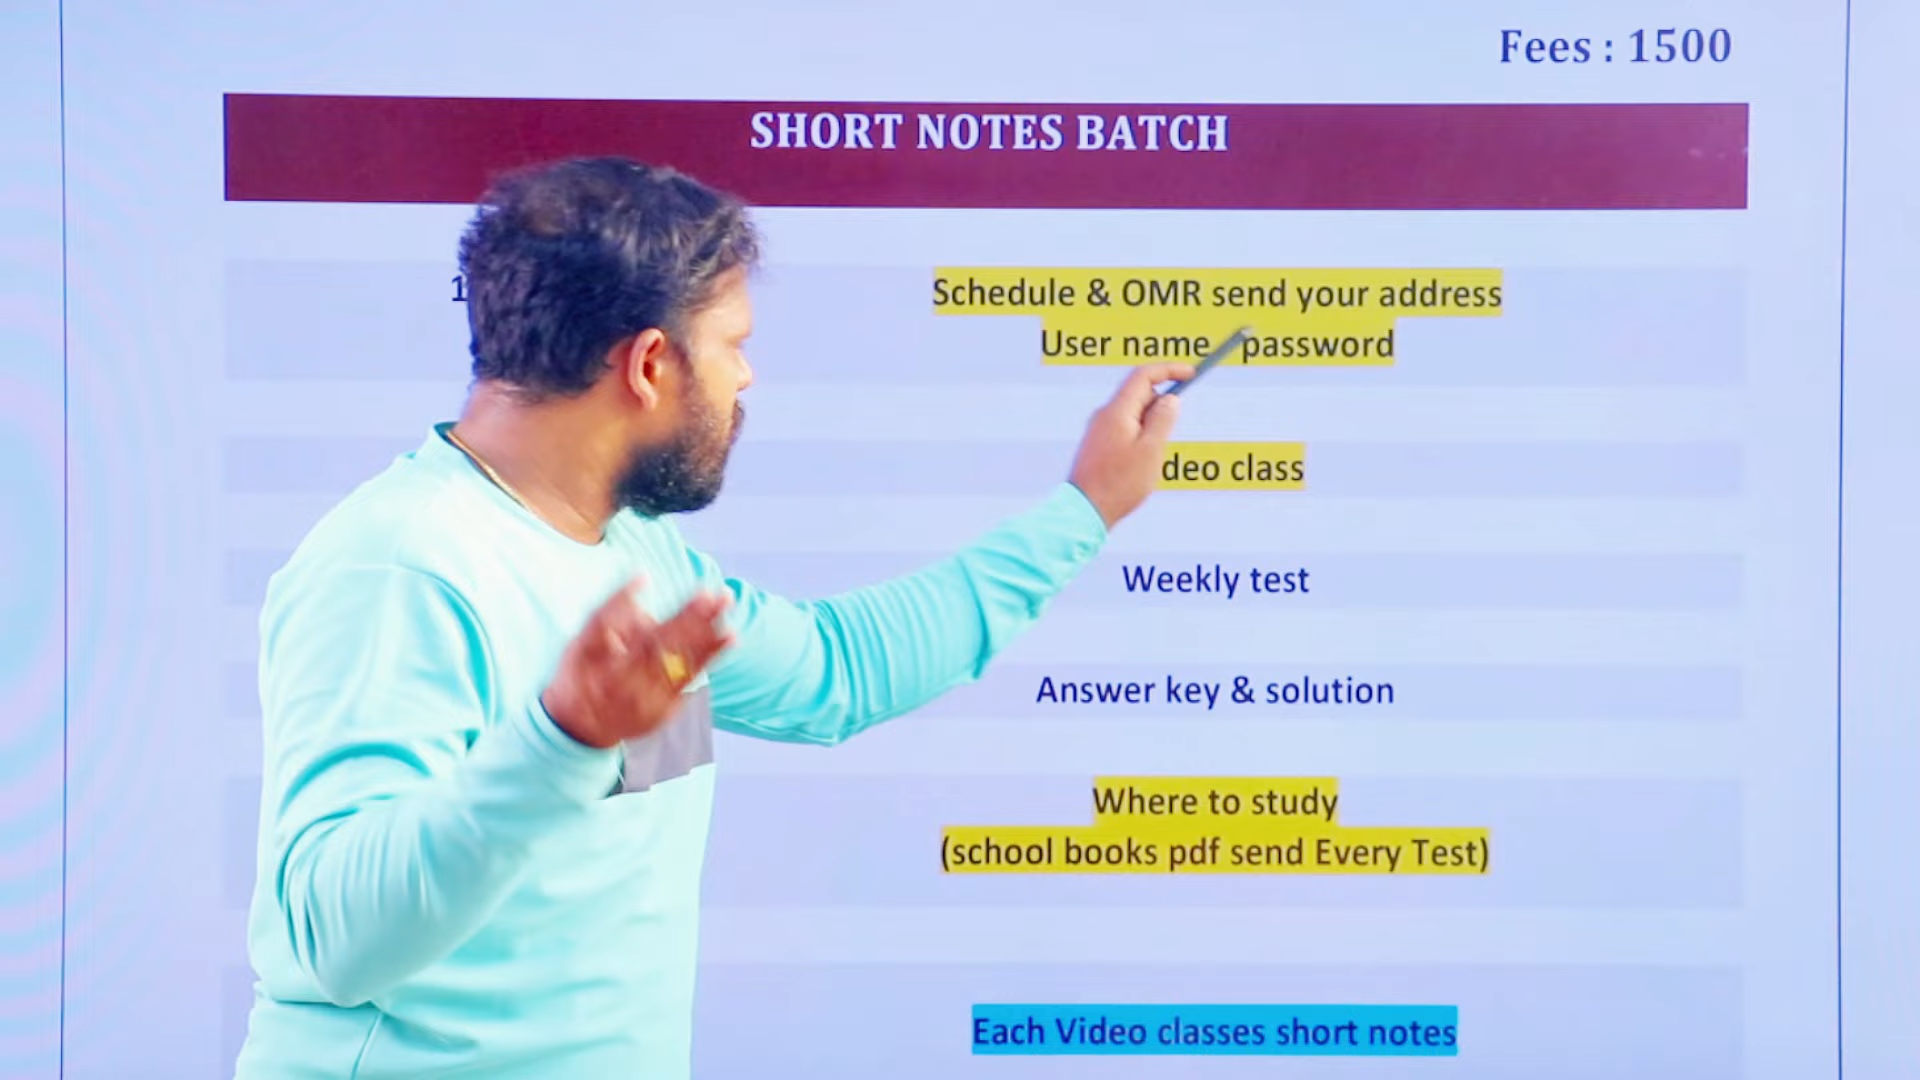 Fees : 1500
SHORT NOTES BATCH
1
Schedule & OMR send your address
User name password
deo class
Weekly test
Answer key & solution
Where to study
(school books pdf send Every Test)
Each Video classes short notes